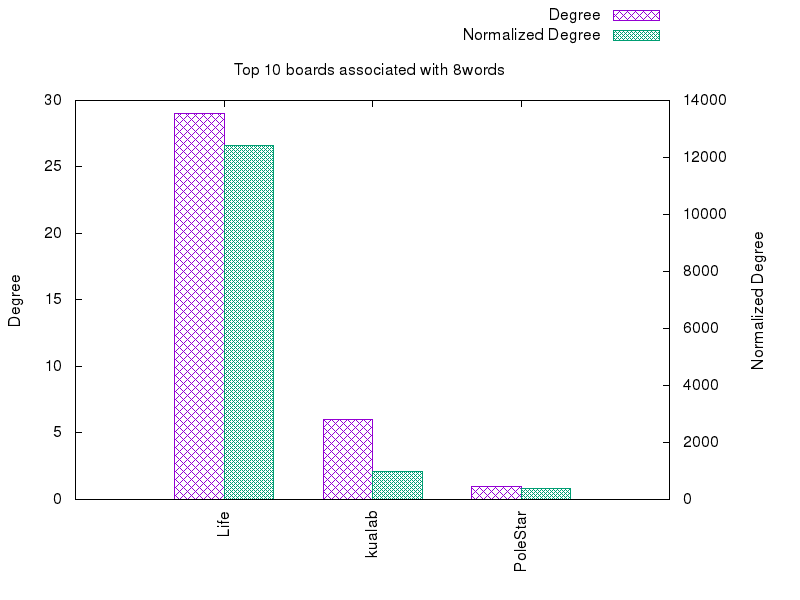 Degree
Normalized Degree
Top 10 boards associated with 8words
30
25
20
15
10
5
0
14000
12000
10000
8000
6000
4000
2000
0
Degree
Normalized Degree
Life
kualab
PoleStar